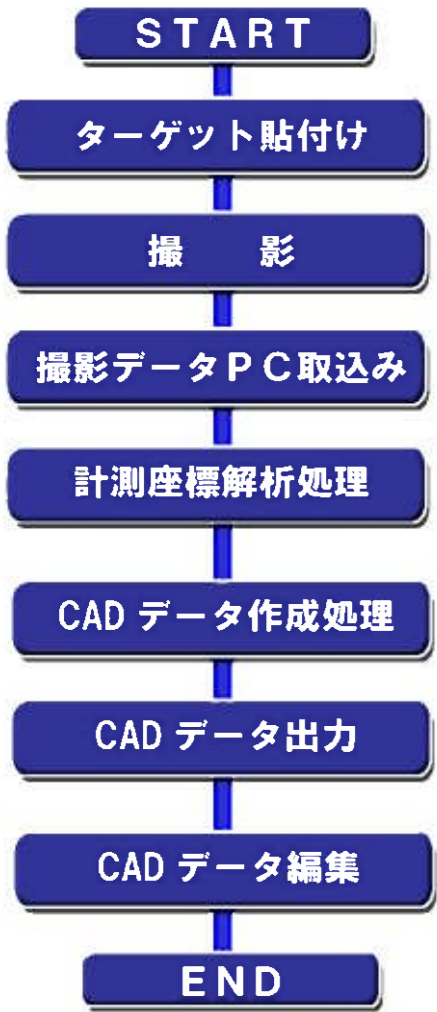 ＳＴＡＲＴ
ターゲット貼付け
撮　　影
撮影データＰＣ取込み
計測座標解析処理
CAD データ作成処理
CAD データ出力
CAD データ編集
ＥＮＤ